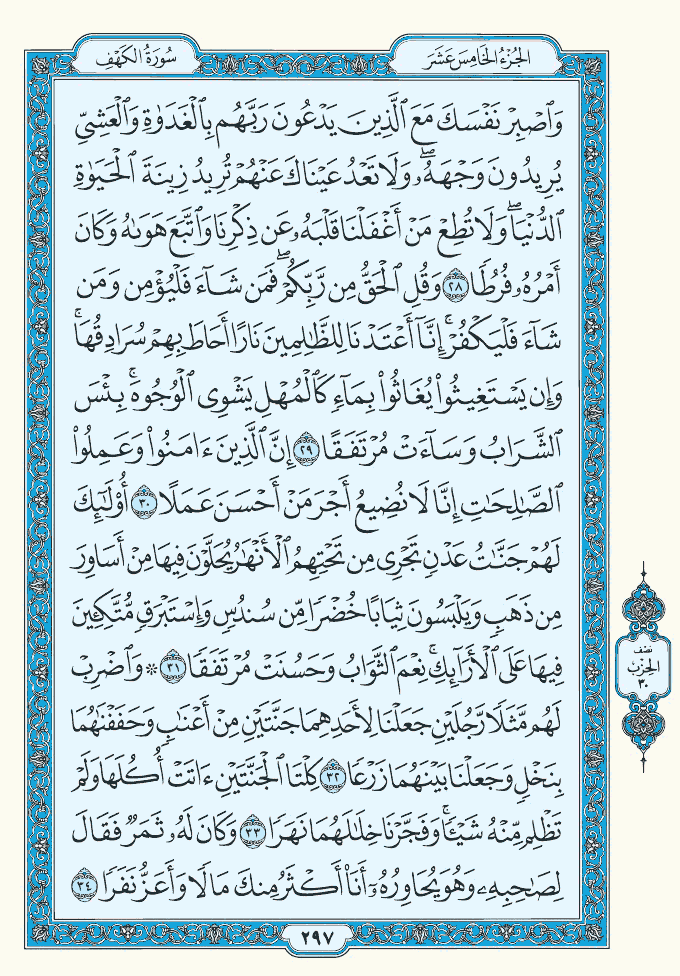 الجُزْءُ الخَامِسَ عَشَرَ
سُورَةُ الكَهْفِ
وَٱصۡبِرۡ نَفۡسَكَ مَعَ ٱلَّذِينَ يَدۡعُونَ رَبَّهُم بِٱلۡغَدَوٰةِ وَٱلۡعَشِيِّ
يُرِيدُونَ وَجۡهَهُۥۖ وَلَا تَعۡدُ عَيۡنَاكَ عَنۡهُمۡ تُرِيدُ زِينَةَ ٱلۡحَيَوٰةِ
ٱلدُّنۡيَاۖ وَلَا تُطِعۡ مَنۡ أَغۡفَلۡنَا قَلۡبَهُۥ عَن ذِكۡرِنَا وَٱتَّبَعَ هَوَىٰهُ وَكَانَ
أَمۡرُهُۥ فُرُطٗا ٢٨ وَقُلِ ٱلۡحَقُّ مِن رَّبِّكُمۡۖ فَمَن شَآءَ فَلۡيُؤۡمِن وَمَن
شَآءَ فَلۡيَكۡفُرۡۚ إِنَّآ أَعۡتَدۡنَا لِلظَّٰلِمِينَ نَارًا أَحَاطَ بِهِمۡ سُرَادِقُهَاۚ
وَإِن يَسۡتَغِيثُواْ يُغَاثُواْ بِمَآءٖ كَٱلۡمُهۡلِ يَشۡوِي ٱلۡوُجُوهَۚ بِئۡسَ
ٱلشَّرَابُ وَسَآءَتۡ مُرۡتَفَقًا ٢٩ إِنَّ ٱلَّذِينَ ءَامَنُواْ وَعَمِلُواْ
ٱلصَّٰلِحَٰتِ إِنَّا لَا نُضِيعُ أَجۡرَ مَنۡ أَحۡسَنَ عَمَلًا ٣٠ أُوْلَٰٓئِكَ
لَهُمۡ جَنَّٰتُ عَدۡنٖ تَجۡرِي مِن تَحۡتِهِمُ ٱلۡأَنۡهَٰرُ يُحَلَّوۡنَ فِيهَا مِنۡ أَسَاوِرَ
مِن ذَهَبٖ وَيَلۡبَسُونَ ثِيَابًا خُضۡرٗا مِّن سُندُسٖ وَإِسۡتَبۡرَقٖ مُّتَّكِـِٔينَ
فِيهَا عَلَى ٱلۡأَرَآئِكِۚ نِعۡمَ ٱلثَّوَابُ وَحَسُنَتۡ مُرۡتَفَقٗا ٣١ ۞ وَٱضۡرِبۡ
لَهُم مَّثَلٗا رَّجُلَيۡنِ جَعَلۡنَا لِأَحَدِهِمَا جَنَّتَيۡنِ مِنۡ أَعۡنَٰبٖ وَحَفَفۡنَٰهُمَا
بِنَخۡلٖ وَجَعَلۡنَا بَيۡنَهُمَا زَرۡعٗا ٣٢ كِلۡتَا ٱلۡجَنَّتَيۡنِ ءَاتَتۡ أُكُلَهَا وَلَمۡ
تَظۡلِم مِّنۡهُ شَيۡـٔٗاۚ وَفَجَّرۡنَا خِلَٰلَهُمَا نَهَرٗا ٣٣ وَكَانَ لَهُۥ ثَمَرٞ فَقَالَ
لِصَٰحِبِهِۦ وَهُوَ يُحَاوِرُهُۥٓ أَنَا۠ أَكۡثَرُ مِنكَ مَالٗا وَأَعَزُّ نَفَرٗا ٣٤
نصف
الحزب
٣٠
٢٩٧